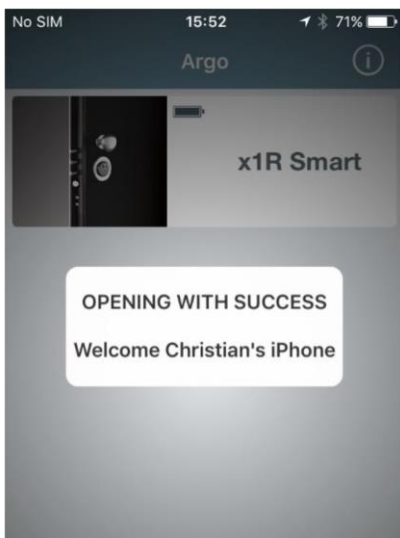 No SIM 15:52 71%
Argo
x1R Smart
OPENING WITH SUCCESS
Welcome Christian's iPhone